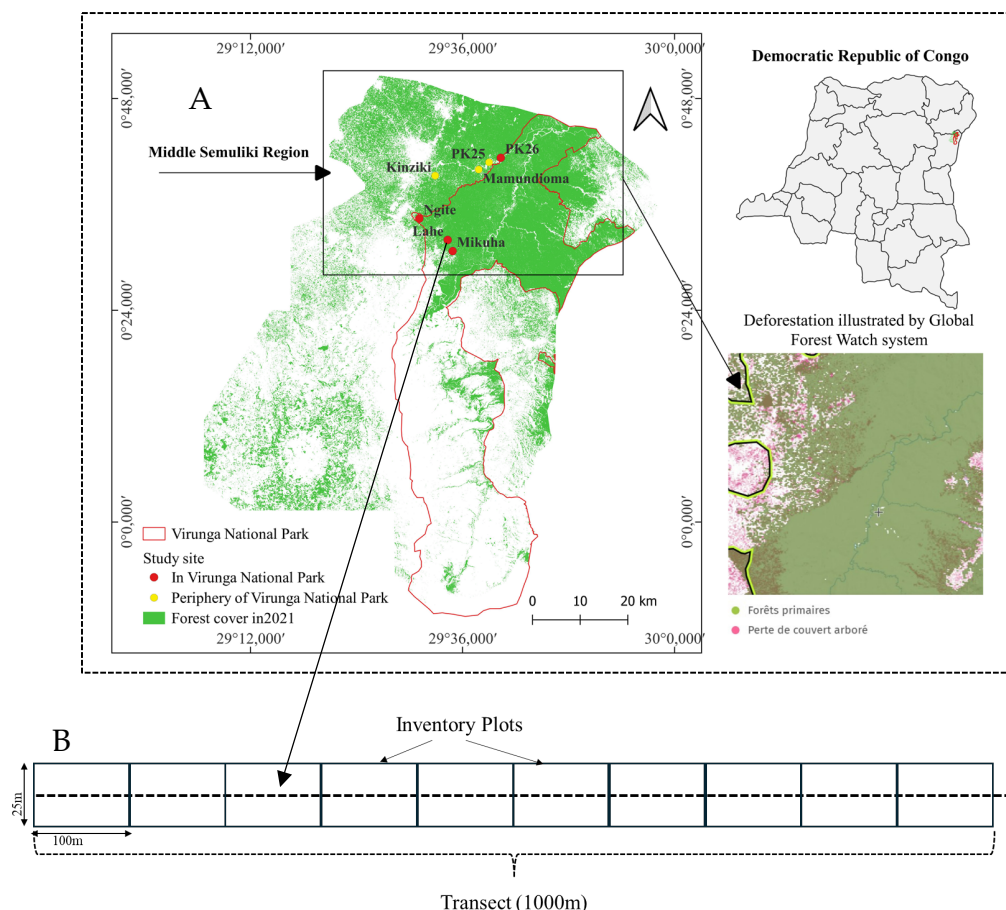 29°12,000′ 29°36,000′ 30°0,000′
A
0°48,000′
0°48,000′
Middle Semuliki Region
PK25
PK26
Kinziki
Mamundioma
Ngite
Lahe
Mikuha
0°24,000′
0°24,000′
0°0,000′
0°0,000′
Virunga National Park
Study site
In Virunga National Park
Periphery of Virunga National Park
Forest cover in2021
0 10 20 km
29°12,000′ 29°36,000′ 30°0,000′
Democratic Republic of Congo
Deforestation illustrated by Global
Forest Watch system
Forêts primaires
Perte de couvert arboré
B
Inventory Plots
25m
100m
Transect (1000m)